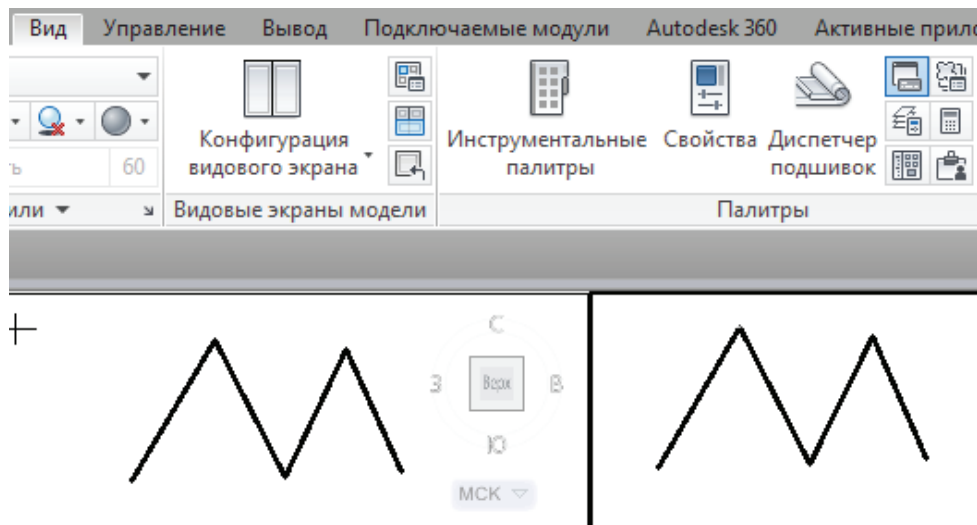 Вид Управление Вывод Подключаемые модули Autodesk 360 Активные прило
Конфигурация видового экрана
Инструментальные палитры
Свойства
Диспетчер подшивок
ь 60
или Видовые экраны модели Палитры
С
З Верх В
Ю
МСК